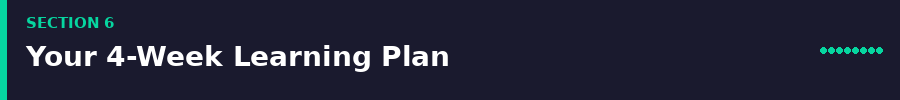 SECTION 6
Your 4-Week Learning Plan